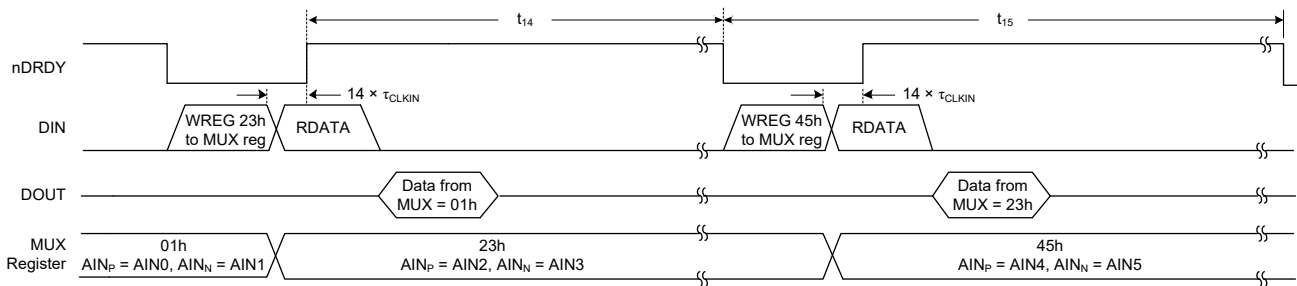 t14
t15
nDRDY
14 × τCLKIN
14 × τCLKIN
DIN
WREG 23h
to MUX reg
RDATA
WREG 45h
to MUX reg
RDATA
DOUT
Data from
MUX = 01h
Data from
MUX = 23h
MUX
Register
01h
AINP = AIN0, AINN = AIN1
23h
AINP = AIN2, AINN = AIN3
45h
AINP = AIN4, AINN = AIN5